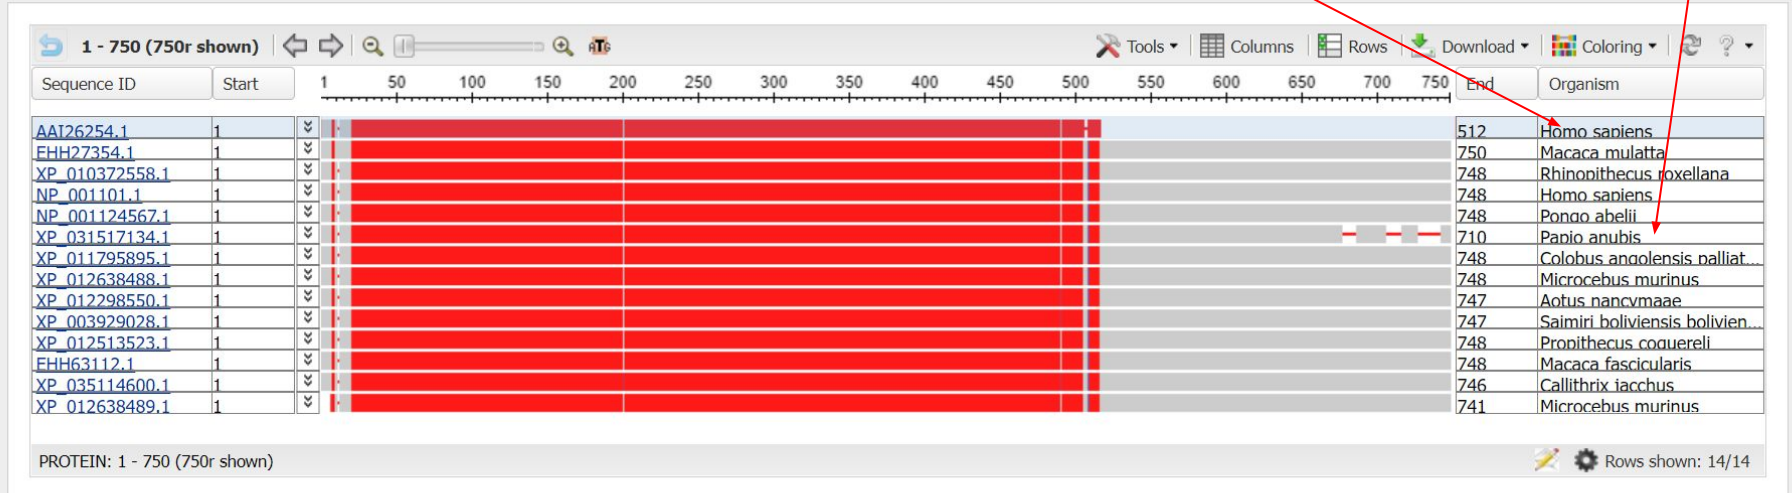 1 - 750 (750r shown) ATG Tools Columns Rows Download Coloring ?
Sequence ID Start 1 50 100 150 200 250 300 350 400 450 500 550 600 650 700 750 End Organism
AAI26254.1 1 512 Homo sapiens
EHH27354.1 1 750 Macaca mulatta
XP_010372558.1 1 748 Rhinopithecus roxellana
NP_001101.1 1 748 Homo sapiens
NP_001124567.1 1 748 Pongo abelii
XP_031517134.1 1 710 Papio anubis
XP_011795895.1 1 748 Colobus angolensis palliat...
XP_012638488.1 1 748 Microcebus murinus
XP_012298550.1 1 747 Aotus nancymaae
XP_003929028.1 1 747 Saimiri boliviensis bolivien...
XP_012513523.1 1 748 Propithecus coquereli
EHH63112.1 1 748 Macaca fascicularis
XP_035114600.1 1 746 Callithrix jacchus
XP_012638489.1 1 741 Microcebus murinus
PROTEIN: 1 - 750 (750r shown) Rows shown: 14/14